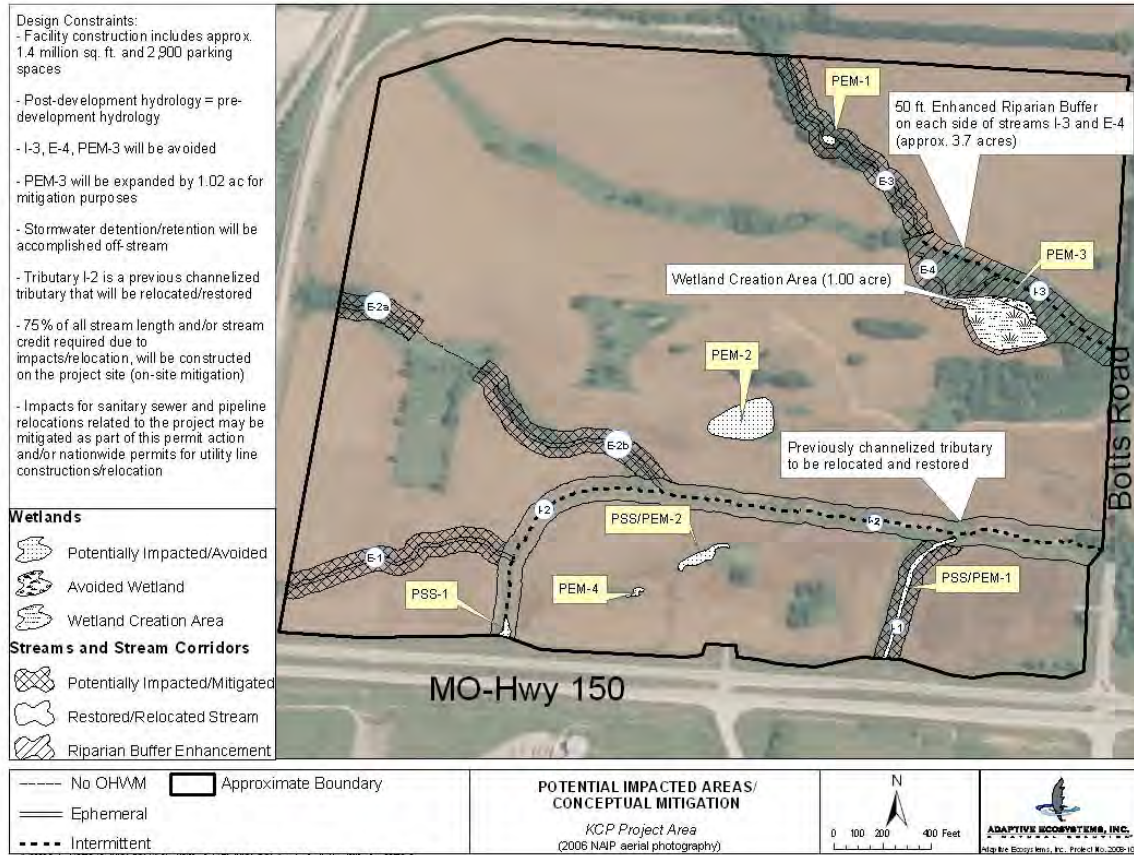 Design Constraints:
- Facility construction includes approx.
1.4 million sq. ft. and 2,900 parking
spaces
- Post-development hydrology = pre-
development hydrology
- I-3, E-4, PEM-3 will be avoided
- PEM-3 will be expanded by 1.02 ac for
mitigation purposes
- Stormwater detention/retention will be
accomplished off-stream
- Tributary I-2 is a previous channelized
tributary that will be relocated/restored
- 75% of all stream length and/or stream
credit required due to
impacts/relocation, will be constructed
on the project site (on-site mitigation)
- Impacts for sanitary sewer and pipeline
relocations related to the project may be
mitigated as part of this permit action
and/or nationwide permits for utility line
constructions/relocation
Wetlands
Potentially Impacted/Avoided
Avoided Wetland
Wetland Creation Area
Streams and Stream Corridors
Potentially Impacted/Mitigated
Restored/Relocated Stream
Riparian Buffer Enhancement
No OHWM
Approximate Boundary
Ephemeral
Intermittent
PEM-1
50 ft. Enhanced Riparian Buffer
on each side of streams I-3 and E-4
(approx. 3.7 acres)
E-3
PEM-3
E-4
Wetland Creation Area (1.00 acre)
I-3
E-2a
PEM-2
Botts Road
E-2b
Previously channelized tributary
to be relocated and restored
I-2
PSS/PEM-2
I-2
E-1
PSS-1
PEM-4
PSS/PEM-1
MO-Hwy 150
POTENTIAL IMPACTED AREAS/
CONCEPTUAL MITIGATION
KCP Project Area
(2006 NAIP aerial photography)
N
0 100 200 400 Feet
ADAPTIVE ECOSYSTEMS, INC.
A NATURAL SOLUTION